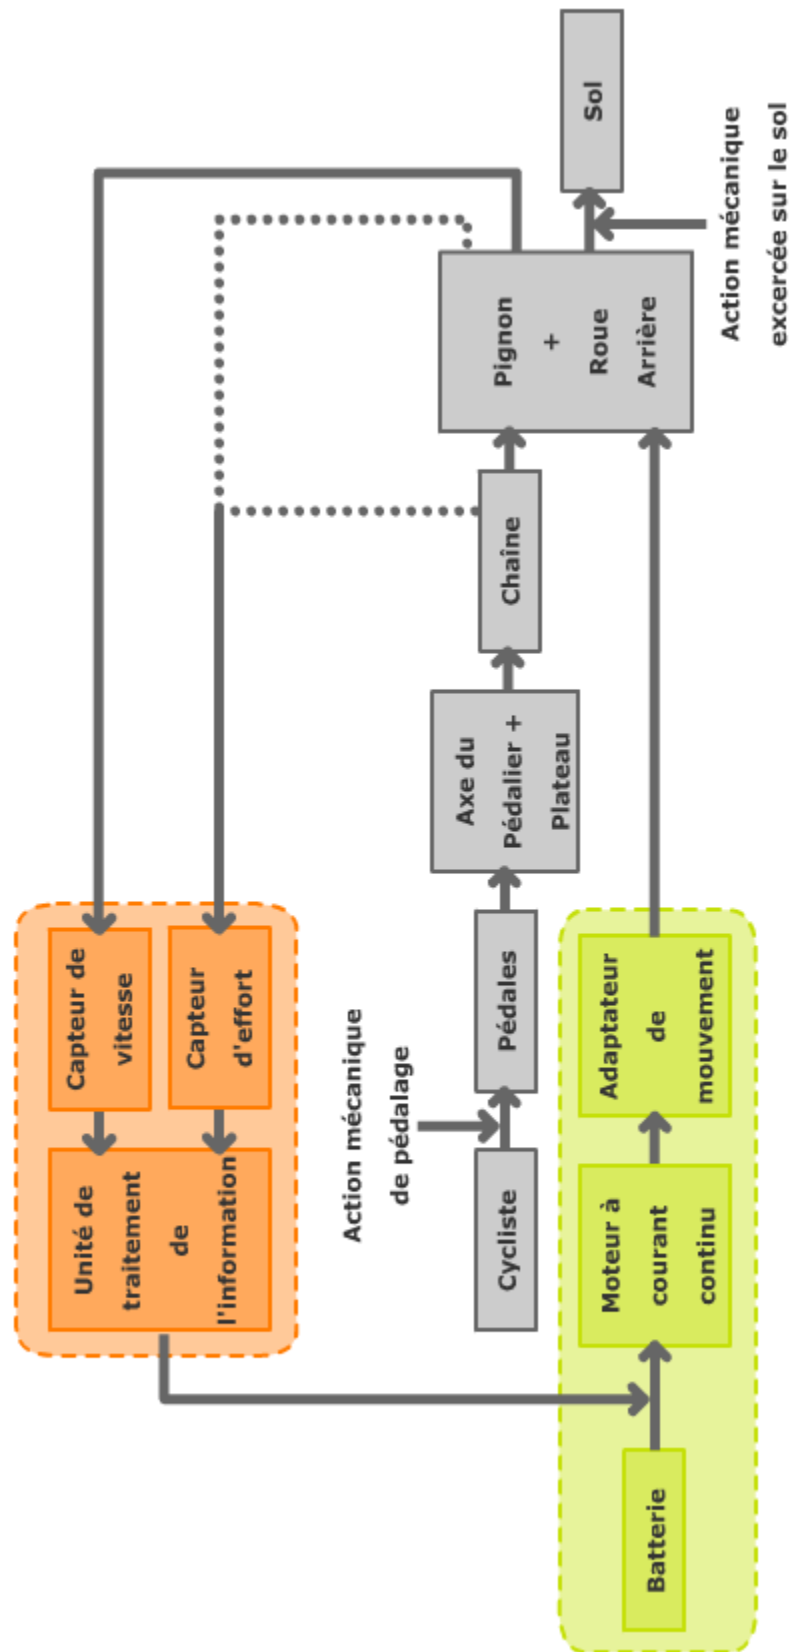 Capteur de
vitesse
Unité de
traitement
de
l'information
Capteur
d'effort
Action mécanique
de pédalage
Cycliste
Pédales
Axe du
Pédalier +
Plateau
Chaîne
Pignon
+
Roue
Arrière
Sol
Action mécanique
excercée sur le sol
Batterie
Moteur à
courant
continu
Adaptateur
de
mouvement